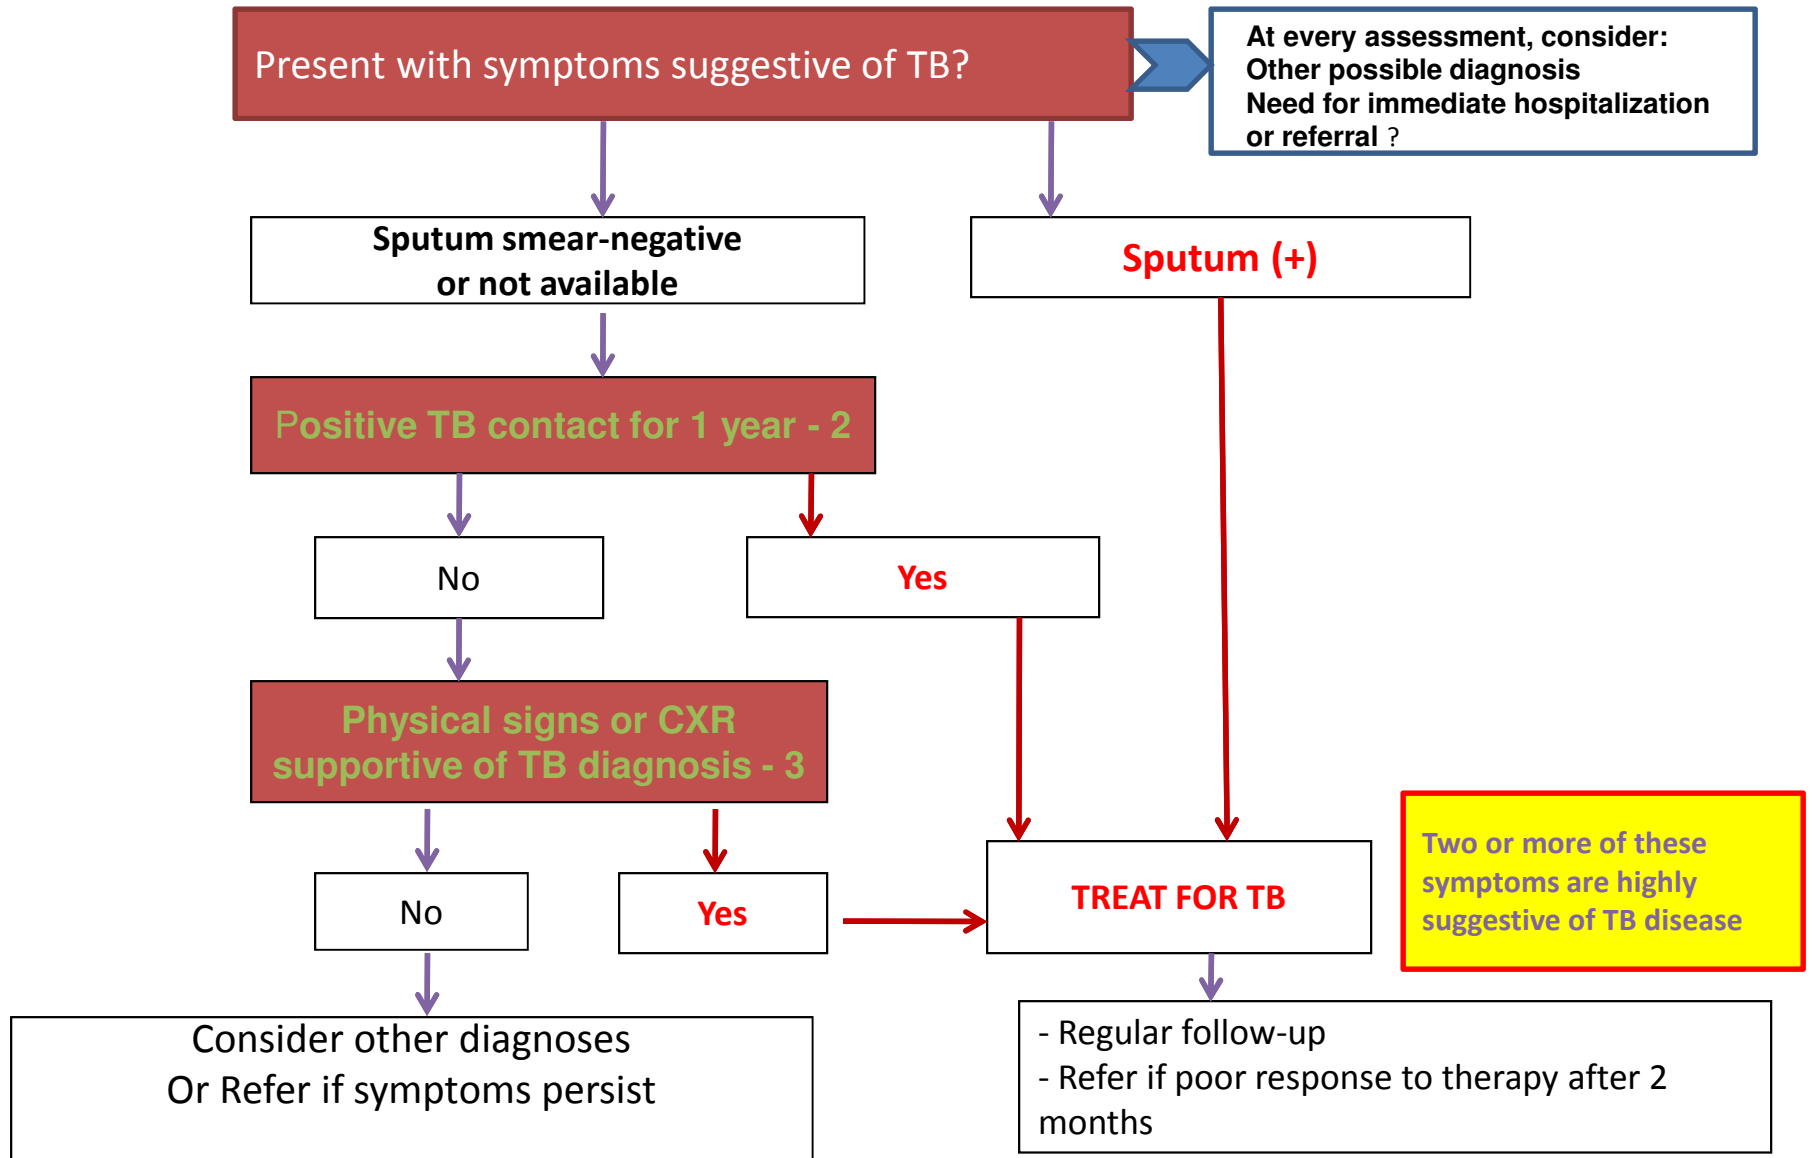 Present with symptoms suggestive of TB?
At every assessment, consider:
Other possible diagnosis
Need for immediate hospitalization
or referral ?
Sputum smear-negative
or not available
Sputum (+)
Positive TB contact for 1 year - 2
No
Yes
Physical signs or CXR
supportive of TB diagnosis - 3
No
Yes
TREAT FOR TB
Two or more of these
symptoms are highly
suggestive of TB disease
Consider other diagnoses
Or Refer if symptoms persist
- Regular follow-up
- Refer if poor response to therapy after 2
months